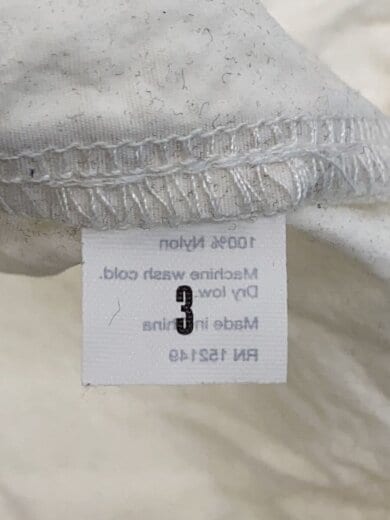 100% Nylon
Machine wash cold.
Dry low.
3
Made in China
RN 152149